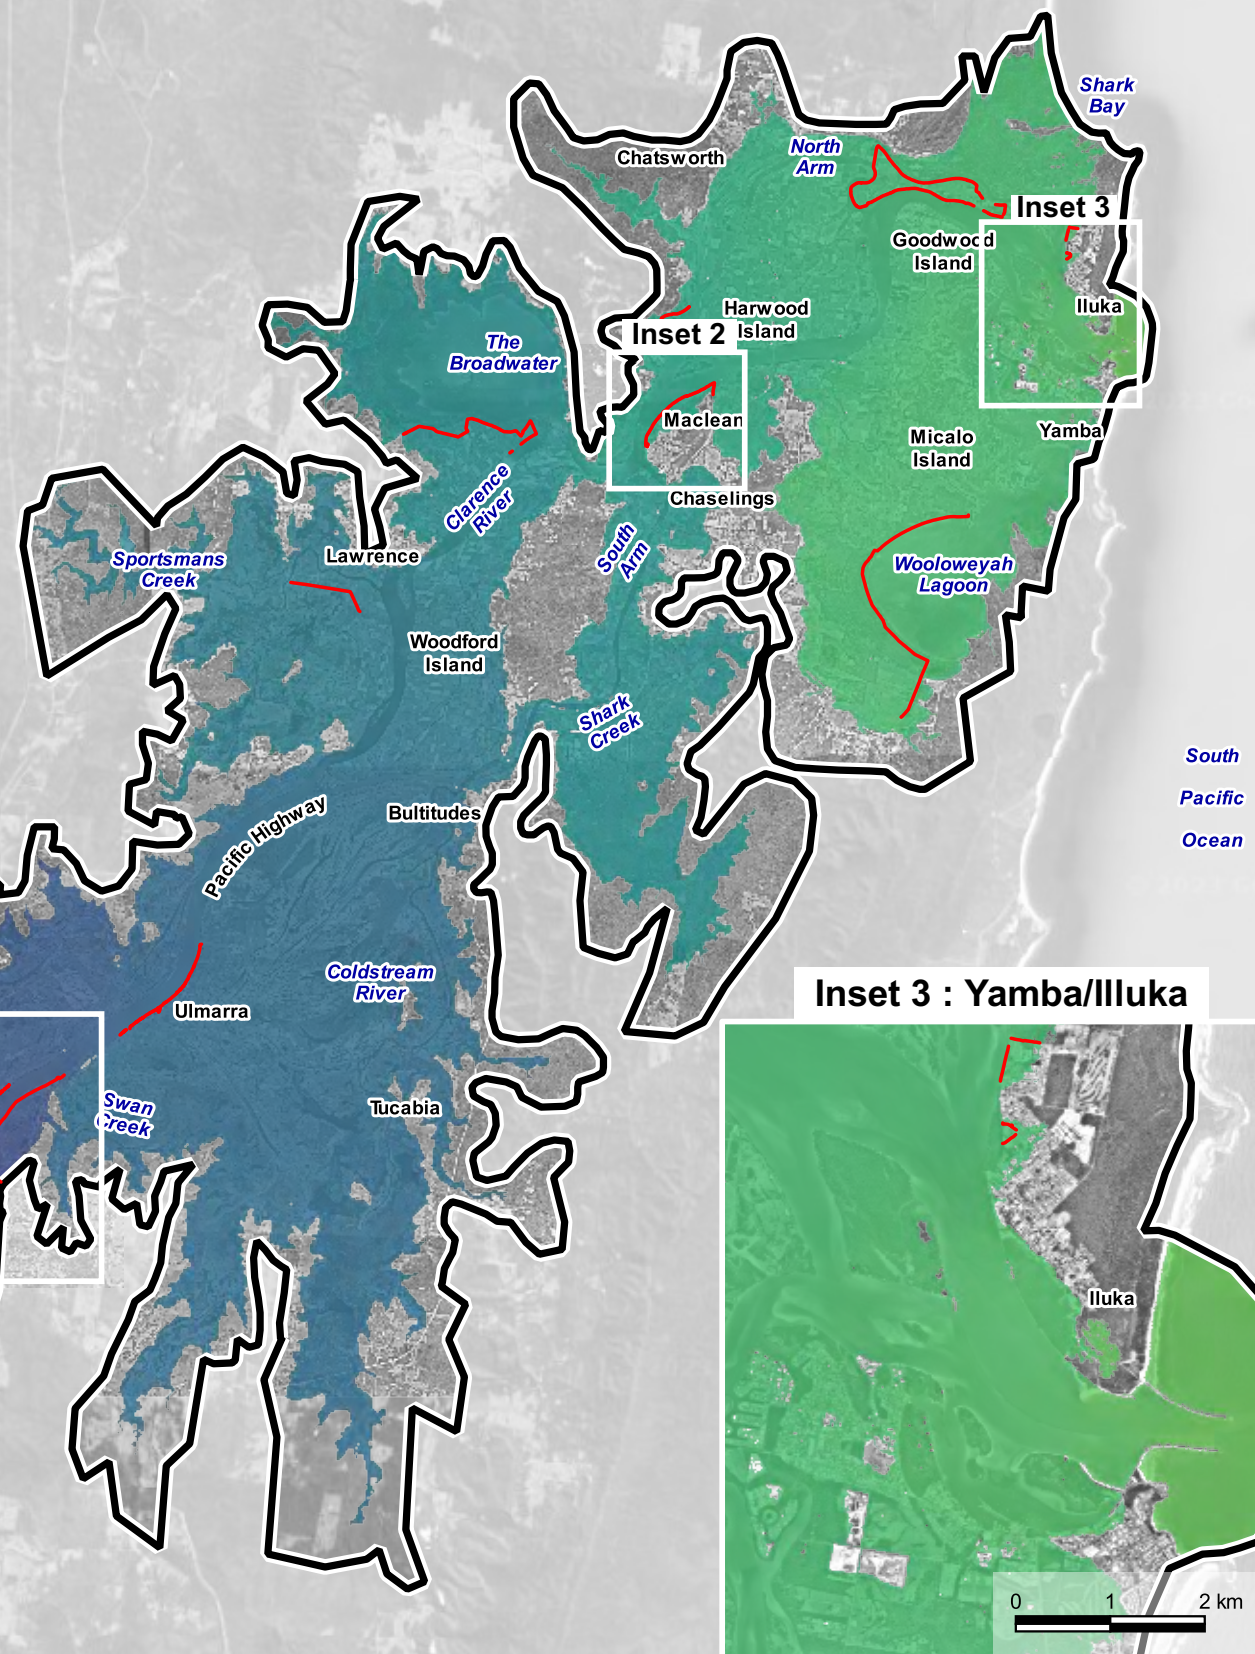 Shark
Bay
North
Arm
Chatsworth
Inset 3
Goodwood
Island
Iluka
Harwood
Island
Inset 2
The
Broadwater
Maclean
Yamba
Micalo
Island
Clarence
River
Chaselings
South
Arm
Lawrence
Sportsmans
Creek
Wooloweyah
Lagoon
Woodford
Island
Shark
Creek
South
Pacific
Ocean
Bultitudes
Pacific Highway
Coldstream
River
Ulmarra
Inset 3 : Yamba/Illuka
Swan
Creek
Tucabia
Iluka
0 1 2 km